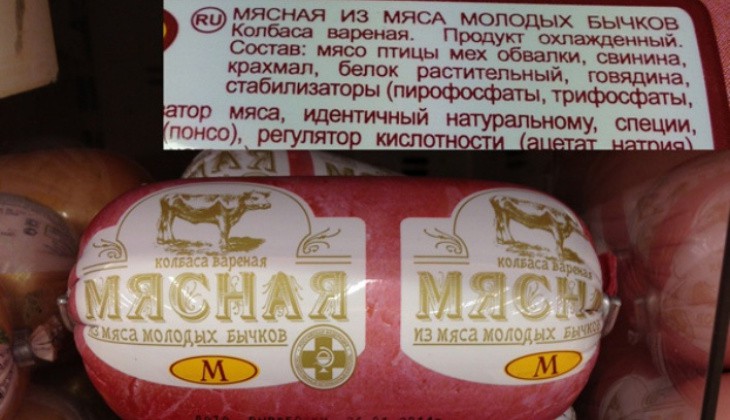 RU МЯСНАЯ ИЗ МЯСА МОЛОДЫХ БЫЧКОВ
Колбаса вареная. Продукт охлажденный.
Состав: мясо птицы мех обвалки, свинина,
крахмал, белок растительный, говядина,
стабилизаторы (пирофосфаты, трифосфаты,
затор мяса, идентичный натуральному, специи,
(понсо), регулятор кислотности (ацетат натрия)
колбаса вареная
МЯСНАЯ
ИЗ МЯСА МОЛОДЫХ БЫЧКОВ
М
колбаса вареная
МЯСНА
ИЗ МЯСА МОЛОДЫХ БЫЧКОВ
М